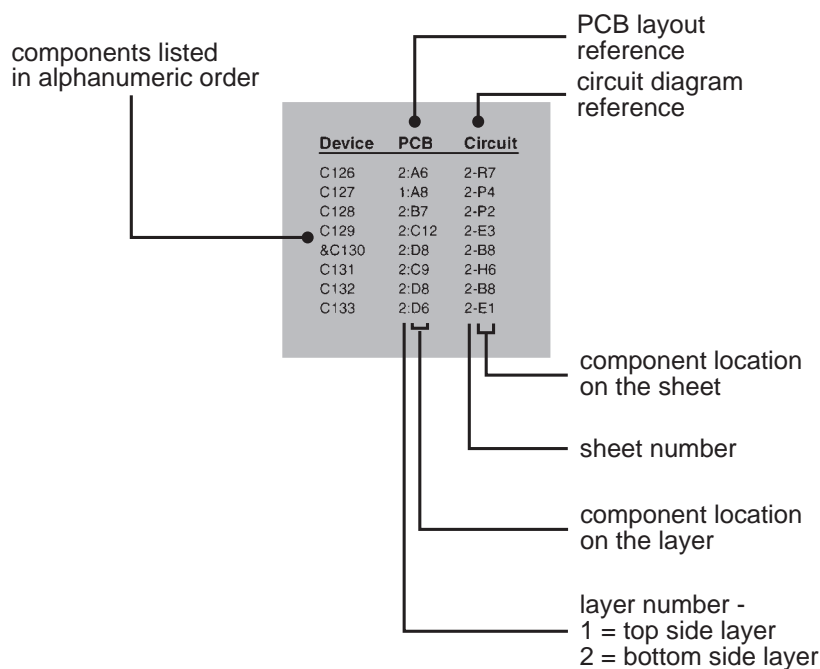 PCB layout
reference
components listed
in alphanumeric order
circuit diagram
reference
Device PCB Circuit
C126 2:A6 2-R7
C127 1:A8 2-P4
C128 2:B7 2-P2
C129 2:C12 2-E3
&C130 2:D8 2-B8
C131 2:C9 2-H6
C132 2:D8 2-B8
C133 2:D6 2-E1
component location
on the sheet
sheet number
component location
on the layer
layer number -
1 = top side layer
2 = bottom side layer